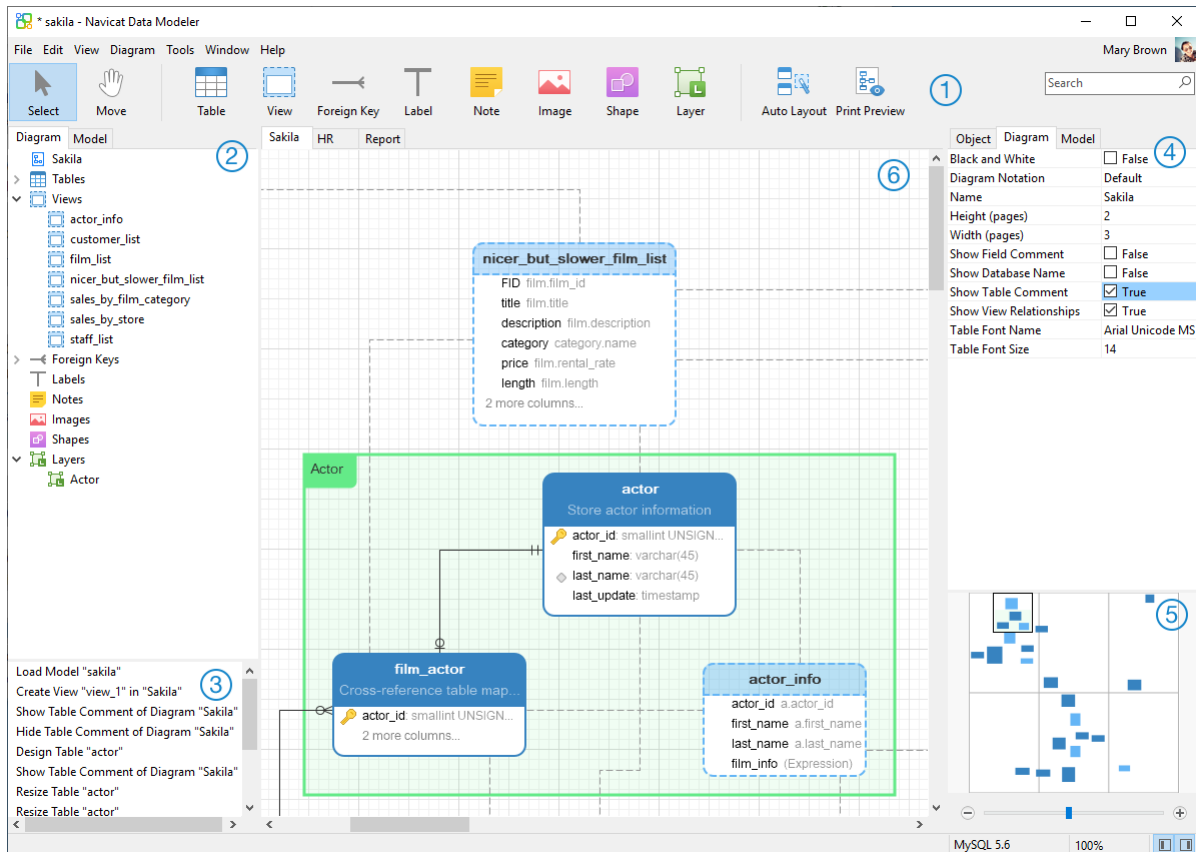 * sakila - Navicat Data Modeler
File Edit View Diagram Tools Window Help
Mary Brown
Select
Move
Table
View
Foreign Key
Label
Note
Image
Shape
Layer
Auto Layout
Print Preview
1
Search
Diagram Model
2
Sakila
Tables
Views
actor_info
customer_list
film_list
nicer_but_slower_film_list
sales_by_film_category
sales_by_store
staff_list
Foreign Keys
Labels
Notes
Images
Shapes
Layers
Actor
Load Model "sakila"
3
Create View "view_1" in "Sakila"
Show Table Comment of Diagram "Sakila"
Hide Table Comment of Diagram "Sakila"
Design Table "actor"
Show Table Comment of Diagram "Sakila"
Resize Table "actor"
Resize Table "actor"
Sakila HR Report
6
nicer_but_slower_film_list
FID film.film_id
title film.title
description film.description
category category.name
price film.rental_rate
length film.length
2 more columns...
Actor
actor
Store actor information
actor_id: smallint UNSIGN...
first_name: varchar(45)
last_name: varchar(45)
last_update: timestamp
film_actor
Cross-reference table map...
actor_id: smallint UNSIGN...
2 more columns...
actor_info
actor_id a.actor_id
first_name a.first_name
last_name a.last_name
film_info (Expression)
Object Diagram Model
4
Black and White False
Diagram Notation Default
Name Sakila
Height (pages) 2
Width (pages) 3
Show Field Comment False
Show Database Name False
Show Table Comment True
Show View Relationships True
Table Font Name Arial Unicode MS
Table Font Size 14
5
MySQL 5.6
100%